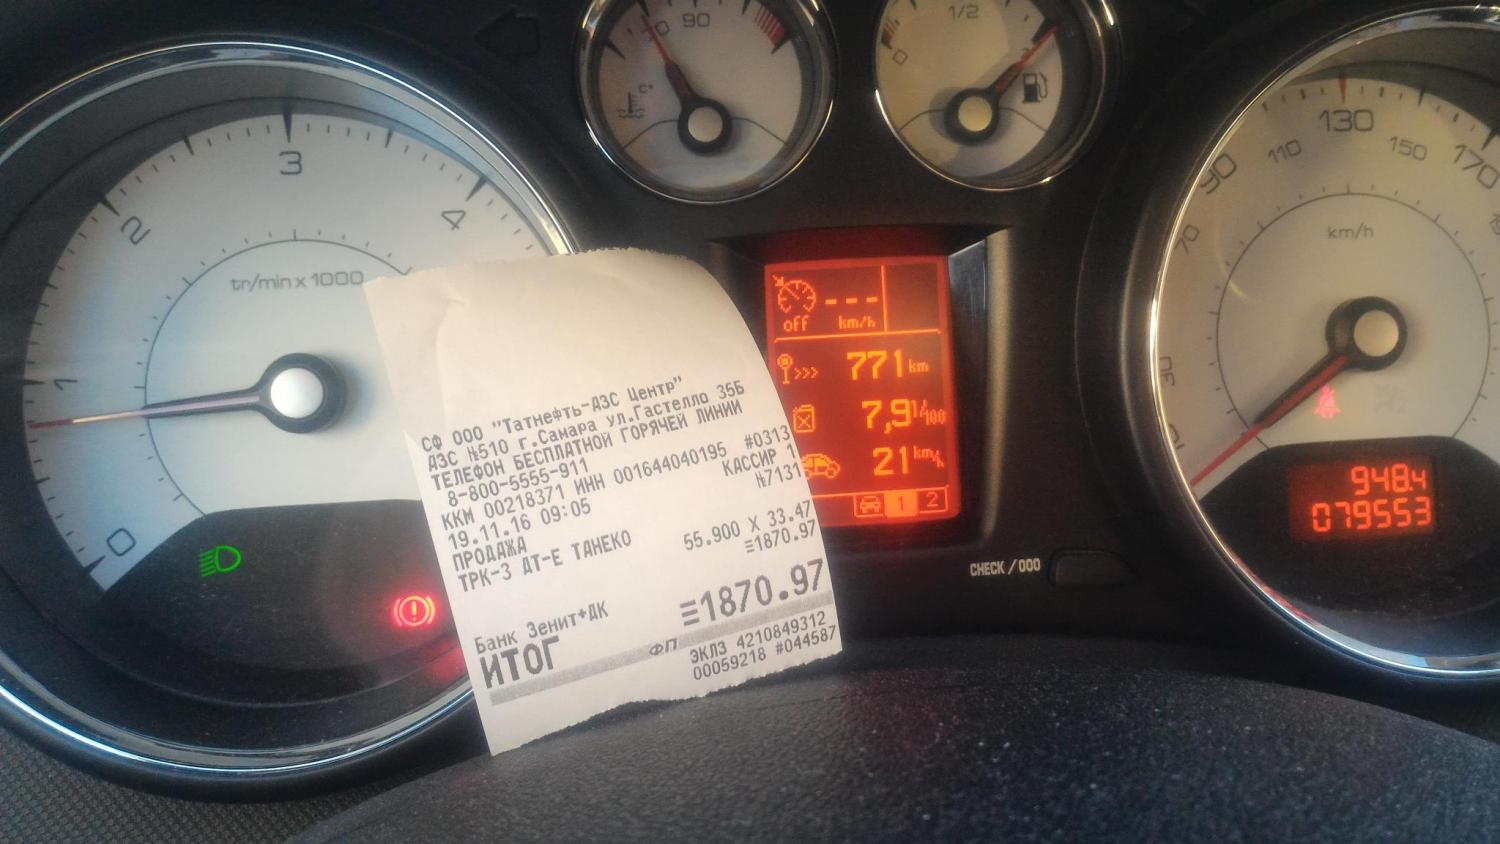 90
C°
1/2
0
1
2
3
4
0
tr/min x 1000
СФ ООО "Татнефть-АЗС Центр"
АЗС №510 г.Самара ул.Гастелло 35Б
ТЕЛЕФОН БЕСПЛАТНОЙ ГОРЯЧЕЙ ЛИНИИ
8-800-5555-911
ККМ 00218371 ИНН 001644040195 #0313
19.11.16 09:05 КАССИР 1
ПРОДАЖА №7131
ТРК-3 ДТ-Е ТАНЕКО 55.900 X 33.47
≡1870.97
Банк Зенит+ДК
ИТОГ ≡1870.97
ФП ЭКЛЗ 4210849312
00059218 #044587
---
off km/h
771 km
7,9 l/100
21 km/h
1 2
CHECK / 000
70
90
110
130
150
170
km/h
948.4
079553